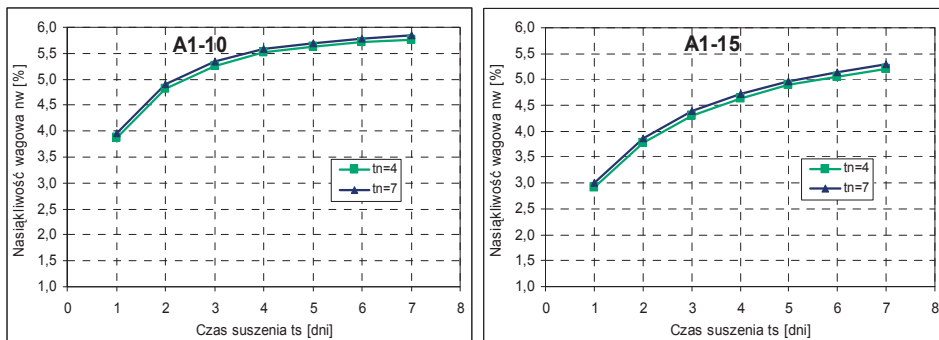 A1-10
Nasiąkliwość wagowa nw [%]
6,0
5,5
5,0
4,5
4,0
3,5
3,0
2,5
2,0
1,5
1,0
tn=4
tn=7
0 1 2 3 4 5 6 7 8
Czas suszenia ts [dni]
A1-15
Nasiąkliwość wagowa nw [%]
6,0
5,5
5,0
4,5
4,0
3,5
3,0
2,5
2,0
1,5
1,0
tn=4
tn=7
0 1 2 3 4 5 6 7 8
Czas suszenia ts [dni]